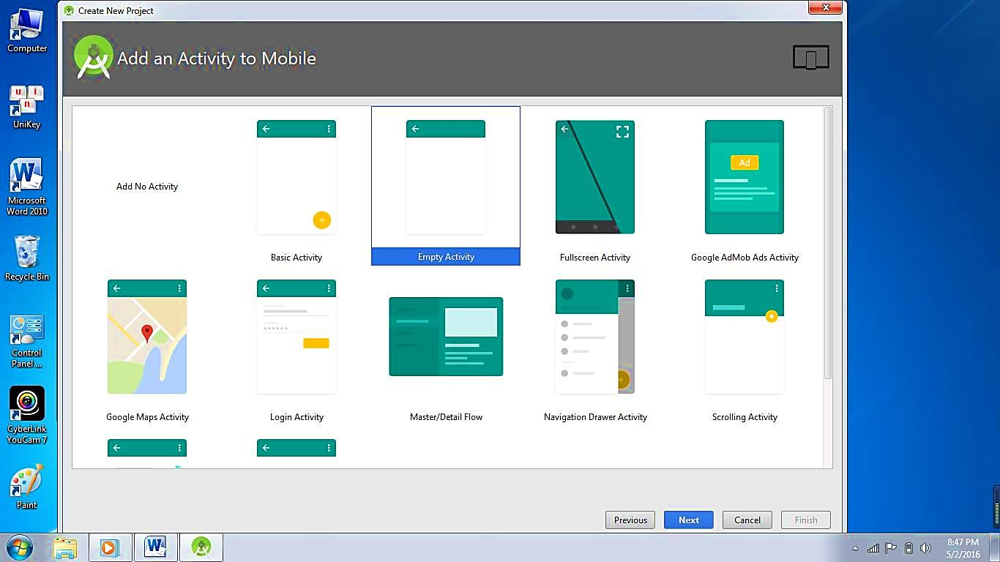 Create New Project
Add an Activity to Mobile
Computer
u i n
UniKey
W
Microsoft
Word 2010
Recycle Bin
Control
Panel ...
CyberLink
YouCam 7
Paint
Add No Activity
Basic Activity
Empty Activity
Fullscreen Activity
Ad
Google AdMob Ads Activity
Google Maps Activity
Login Activity
Master/Detail Flow
Navigation Drawer Activity
Scrolling Activity
Previous
Next
Cancel
Finish
W
8:47 PM
5/2/2016